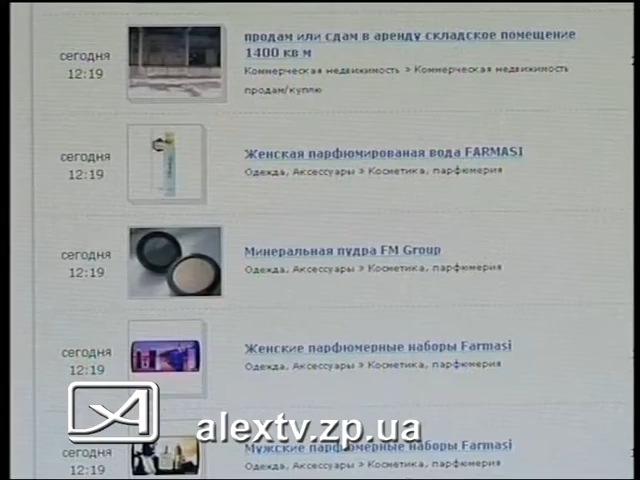 продам или сдам в аренду складское помещение
1400 кв м
сегодня
12:19
Коммерческая недвижимость > Коммерческая недвижимость
продам/куплю
Женская парфюмированая вода FARMASI
сегодня
12:19
Одежда, Аксессуары > Косметика, парфюмерия
Минеральная пудра FM Group
сегодня
12:19
Одежда, Аксессуары > Косметика, парфюмерия
Женские парфюмерные наборы Farmasi
сегодня
12:19
Одежда, Аксессуары > Косметика, парфюмерия
alextv.zp.ua
Мужские парфюмерные наборы Farmasi
сегодня
12:19
Одежда, Аксессуары > Косметика, парфюмерия